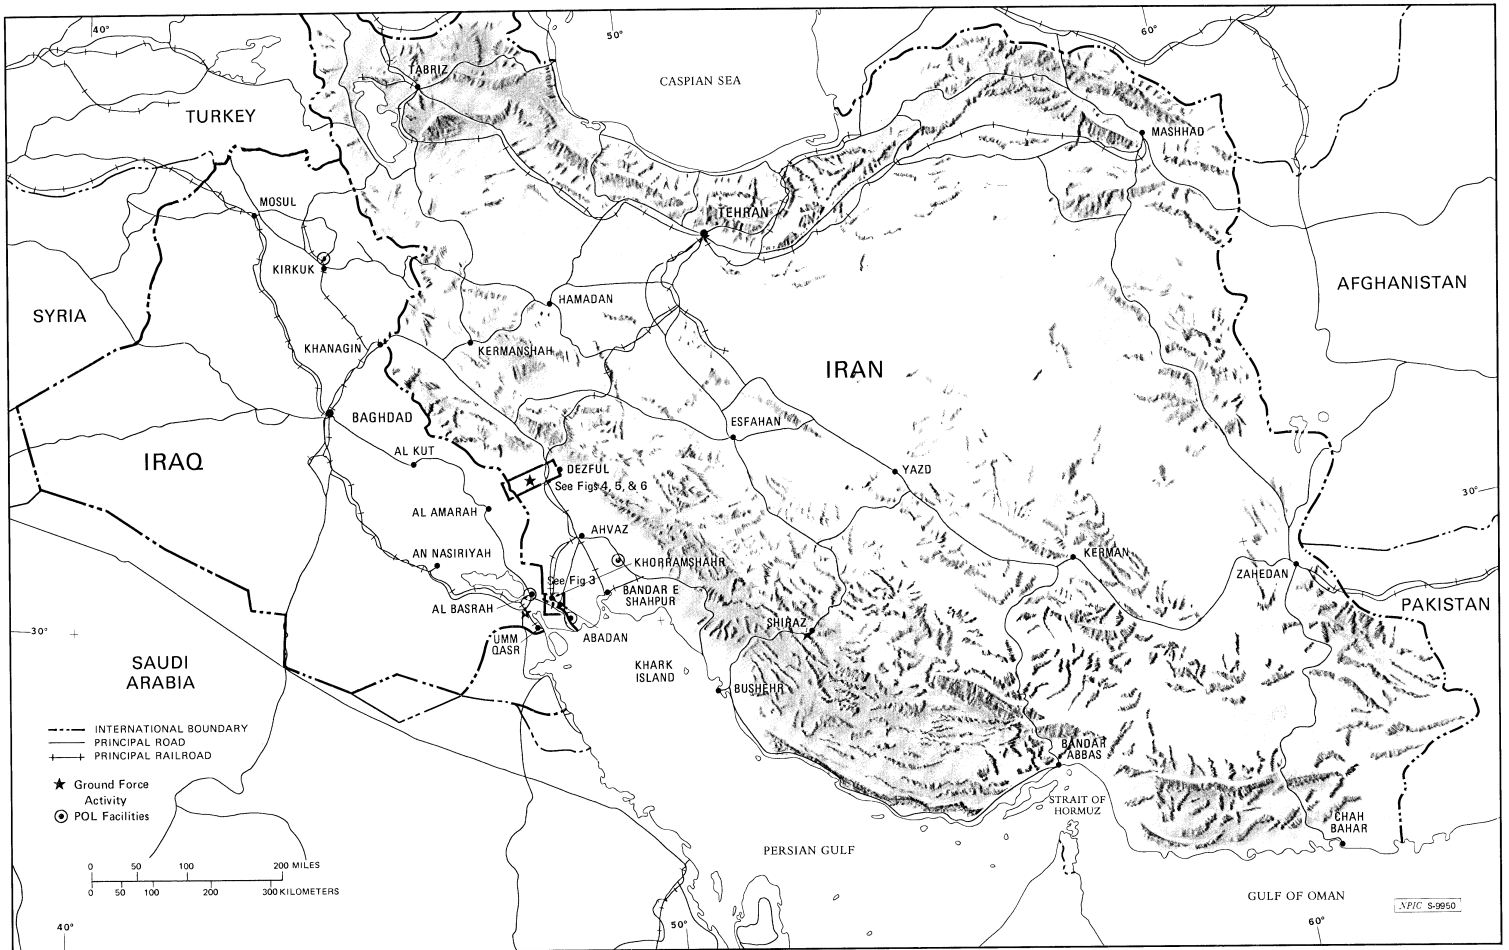 40°
50°
60°
TABRIZ
CASPIAN SEA
TURKEY
MASHHAD
MOSUL
TEHRAN
KIRKUK
AFGHANISTAN
HAMADAN
SYRIA
KHANAGIN
KERMANSHAH
IRAN
BAGHDAD
ESFAHAN
AL KUT
IRAQ
DEZFUL
YAZD
See Figs 4, 5, & 6
30°
AL AMARAH
AHVAZ
AN NASIRIYAH
KHORRAMSHAHR
KERMAN
See Fig 3
ZAHEDAN
BANDAR E
SHAHPUR
AL BASRAH
PAKISTAN
30°
SHIRAZ
UMM
QASR
ABADAN
SAUDI
ARABIA
KHARK
ISLAND
BUSHEHR
INTERNATIONAL BOUNDARY
PRINCIPAL ROAD
PRINCIPAL RAILROAD
BANDAR
ABBAS
Ground Force
Activity
POL Facilities
STRAIT OF
HORMUZ
CHAH
BAHAR
PERSIAN GULF
0 50 100 200 MILES
0 50 100 200 300 KILOMETERS
GULF OF OMAN
NPIC S-9950
40°
50°
60°